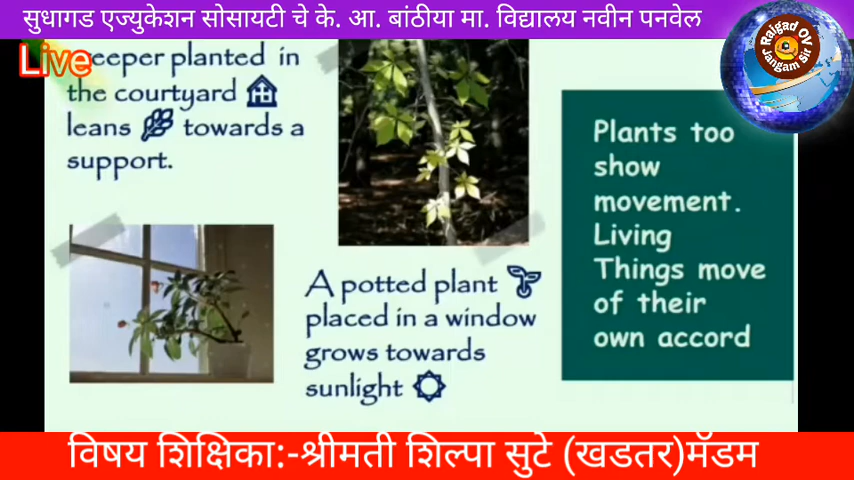 सुधागड एज्युकेशन सोसायटी चे के. आ. बांठीया मा. विद्यालय नवीन पनवेल
Raigad OV
Jangam Sir
Live
planted in
the courtyard
leans towards a
support.
Plants too
show
movement.
Living
Things move
of their
own accord
A potted plant
placed in a window
grows towards
sunlight
विषय शिक्षिका:-श्रीमती शिल्पा सुटे (खडतर)मॅडम